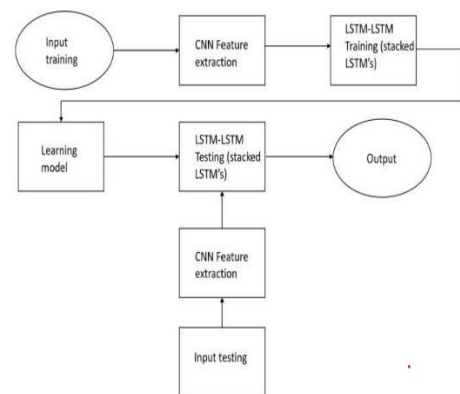 Input
training
CNN Feature
extraction
LSTM-LSTM
Training (stacked
LSTM's)
Learning
model
LSTM-LSTM
Testing (stacked
LSTM's)
Output
CNN Feature
extraction
Input testing